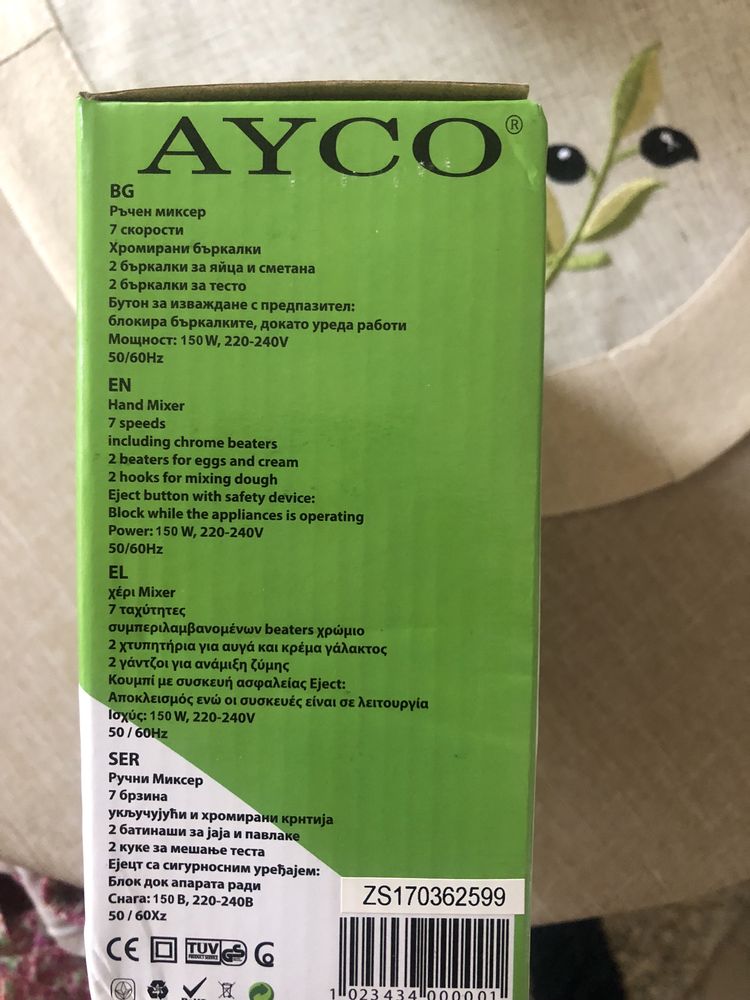 AYCO®
BG
Ръчен миксер
7 скорости
Хромирани бъркалки
2 бъркалки за яйца и сметана
2 бъркалки за тесто
Бутон за изваждане с предпазител:
блокира бъркалките, докато уреда работи
Мощност: 150 W, 220-240V
50/60Hz
EN
Hand Mixer
7 speeds
including chrome beaters
2 beaters for eggs and cream
2 hooks for mixing dough
Eject button with safety device:
Block while the appliances is operating
Power: 150 W, 220-240V
50/60Hz
EL
χέρι Mixer
7 ταχύτητες
συμπεριλαμβανομένων beaters χρώμιο
2 χτυπητήρια για αυγά και κρέμα γάλακτος
2 γάντζοι για ανάμιξη ζύμης
Κουμπί με συσκευή ασφαλείας Eject:
Αποκλεισμός ενώ οι συσκευές είναι σε λειτουργία
Ισχύς: 150 W, 220-240V
50 / 60Hz
SER
Ручни Миксер
7 брзина
укључујући и хромирани крнтија
2 батинаши за јаја и павлаке
2 куке за мешање теста
Ејецт са сигурносним уређајем:
Блок док апарата ради
Снага: 150 В, 220-240В
50 / 60Xz
ZS170362599
CE TUV PRODUCT SERVICE GS
1 023434 000001